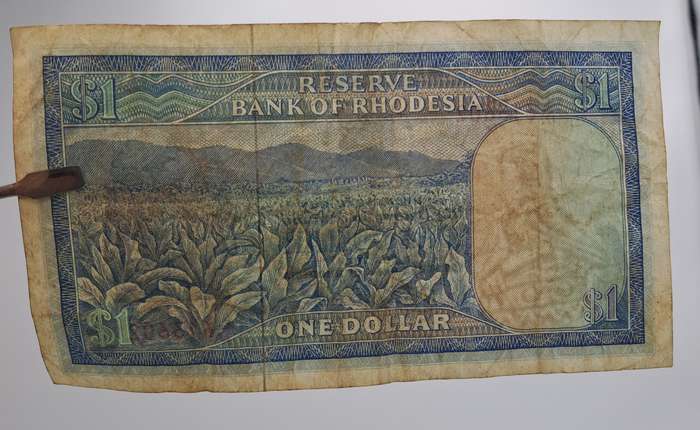 $1 RESERVE $1
BANK OF RHODESIA
$1 ONE DOLLAR $1